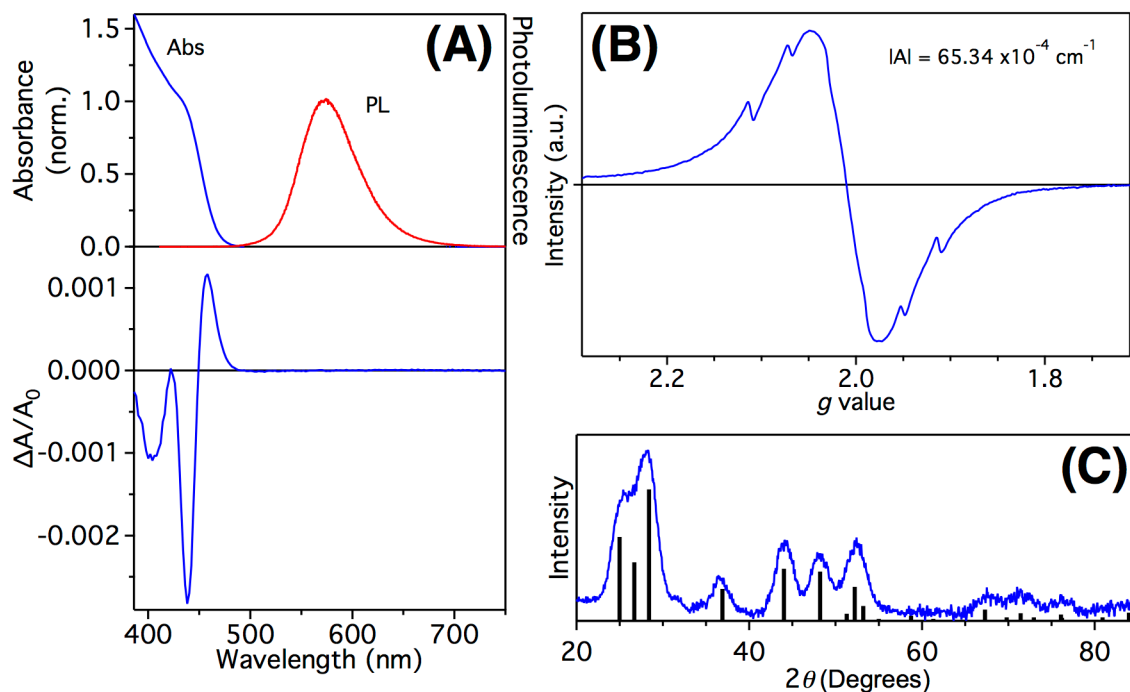 (A)
Abs
PL
Absorbance
(norm.)
Photoluminescence
1.5
1.0
0.5
0.0
0.001
0.000
-0.001
-0.002
ΔA/A₀
400
500
600
700
Wavelength (nm)
(B)
|A| = 65.34 x10⁻⁴ cm⁻¹
Intensity (a.u.)
2.2
2.0
1.8
g value
(C)
Intensity
20
40
60
80
2θ (Degrees)